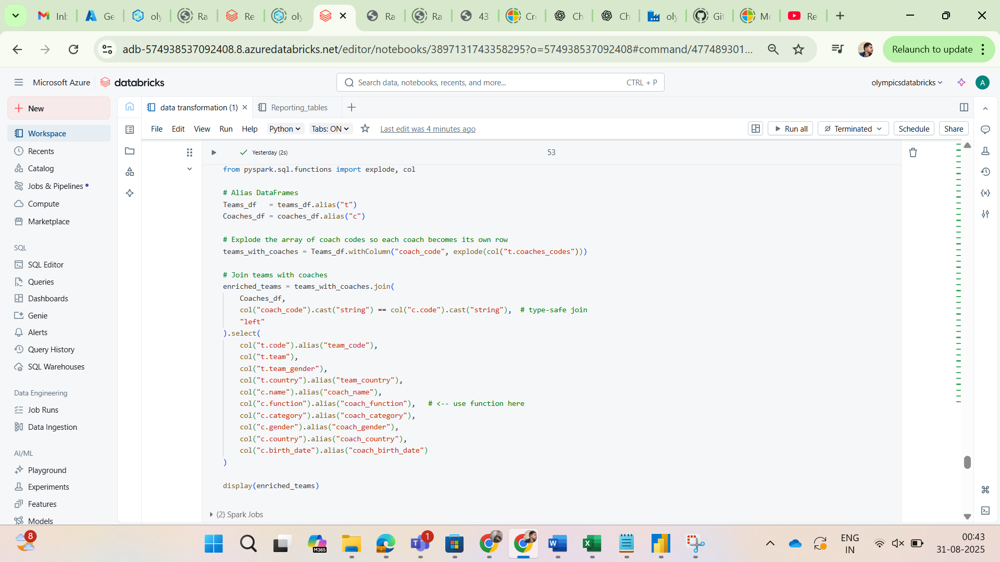 Inb
Ge
oly
Ra
Re
oly
Ra
Ra
43
Cr
Ch
Ch
oly
Git
Re
adb-574938537092408.8.azuredatabricks.net/editor/notebooks/3897131743358295?o=574938537092408#command/477489301...
Relaunch to update
Microsoft Azure
databricks
Search data, notebooks, recents, and more...
CTRL + P
olympicsdatabricks
A
New
Workspace
Recents
Catalog
Jobs & Pipelines
Compute
Marketplace
SQL
SQL Editor
Queries
Dashboards
Genie
Alerts
Query History
SQL Warehouses
Data Engineering
Job Runs
Data Ingestion
AI/ML
Playground
Experiments
Features
Models
data transformation (1)
Reporting_tables
File Edit View Run Help Python Tabs: ON Last edit was 4 minutes ago
Run all
Terminated
Schedule
Share
Yesterday (2s)
53
from pyspark.sql.functions import explode, col
# Alias DataFrames
Teams_df   = teams_df.alias("t")
Coaches_df = coaches_df.alias("c")
# Explode the array of coach codes so each coach becomes its own row
teams_with_coaches = Teams_df.withColumn("coach_code", explode(col("t.coaches_codes")))
# Join teams with coaches
enriched_teams = teams_with_coaches.join(
    Coaches_df,
    col("coach_code").cast("string") == col("c.code").cast("string"),  # type-safe join
    "left"
).select(
    col("t.code").alias("team_code"),
    col("t.team"),
    col("t.team_gender"),
    col("t.country").alias("team_country"),
    col("c.name").alias("coach_name"),
    col("c.function").alias("coach_function"),   # <-- use function here
    col("c.category").alias("coach_category"),
    col("c.gender").alias("coach_gender"),
    col("c.country").alias("coach_country"),
    col("c.birth_date").alias("coach_birth_date")
)
display(enriched_teams)
(2) Spark Jobs
8
M365
1
ENG
IN
00:43
31-08-2025